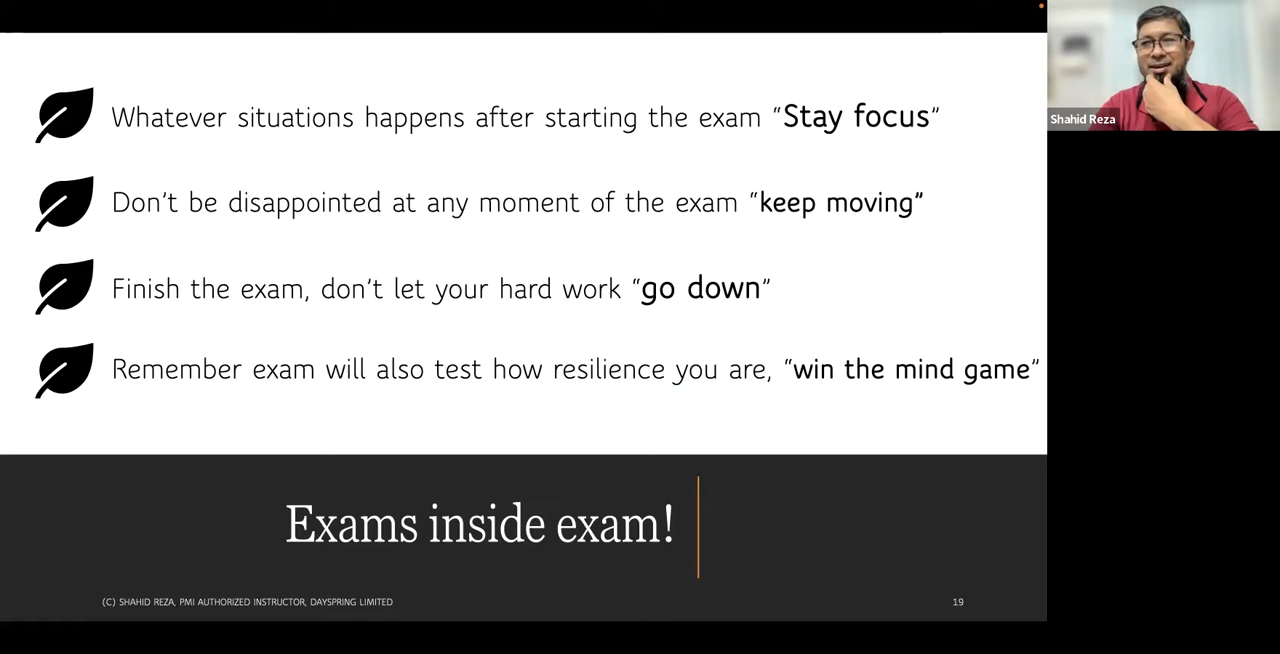 Whatever situations happens after starting the exam “Stay focus”
Don’t be disappointed at any moment of the exam “keep moving”
Finish the exam, don’t let your hard work “go down”
Remember exam will also test how resilience you are, “win the mind game”
Exams inside exam!
(C) SHAHID REZA, PMI AUTHORIZED INSTRUCTOR, DAYSPRING LIMITED
19
Shahid Reza